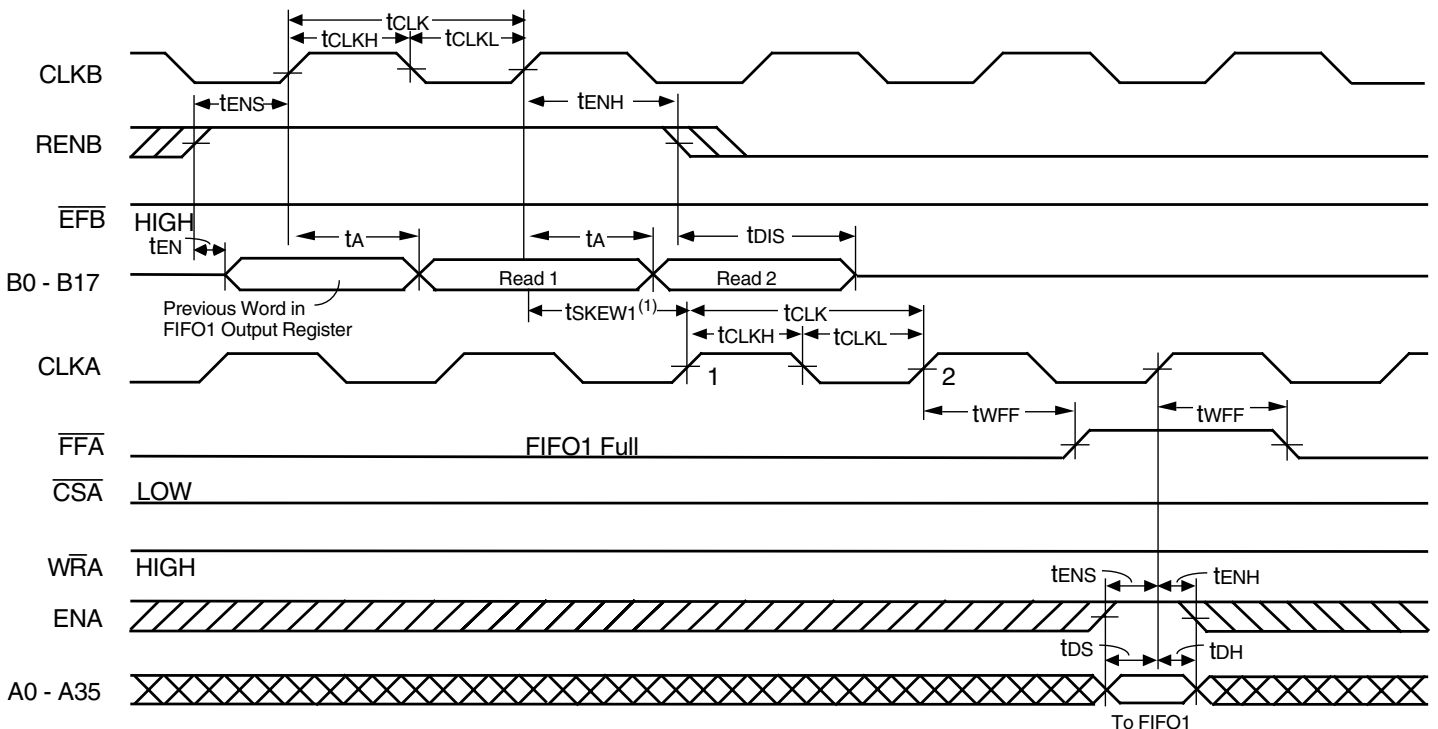 tCLK
tCLKH tCLKL
CLKB
tENS tENH
RENB
EFB HIGH
tEN tA tA tDIS
B0 - B17 Read 1 Read 2
Previous Word in
FIFO1 Output Register
tSKEW1(1) tCLK
tCLKH tCLKL
CLKA 1 2
tWFF tWFF
FFA FIFO1 Full
CSA LOW
WRA HIGH
tENS tENH
ENA
tDS tDH
A0 - A35
To FIFO1